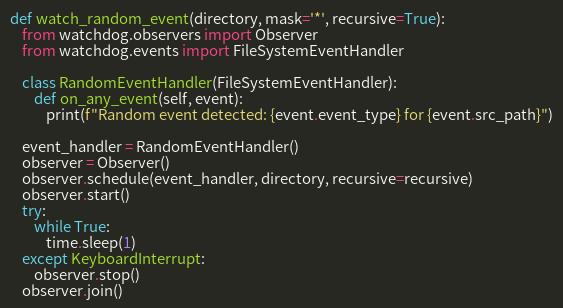 def watch_random_event(directory, mask='*', recursive=True):
    from watchdog.observers import Observer
    from watchdog.events import FileSystemEventHandler

    class RandomEventHandler(FileSystemEventHandler):
        def on_any_event(self, event):
            print(f"Random event detected: {event.event_type} for {event.src_path}")

    event_handler = RandomEventHandler()
    observer = Observer()
    observer.schedule(event_handler, directory, recursive=recursive)
    observer.start()
    try:
        while True:
            time.sleep(1)
    except KeyboardInterrupt:
        observer.stop()
    observer.join()